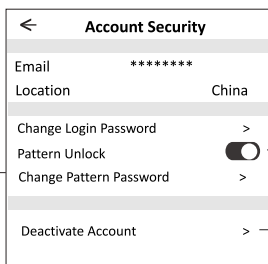 Account Security
Email ********
Location China
Change Login Password >
Pattern Unlock
Change Pattern Password >
Deactivate Account >